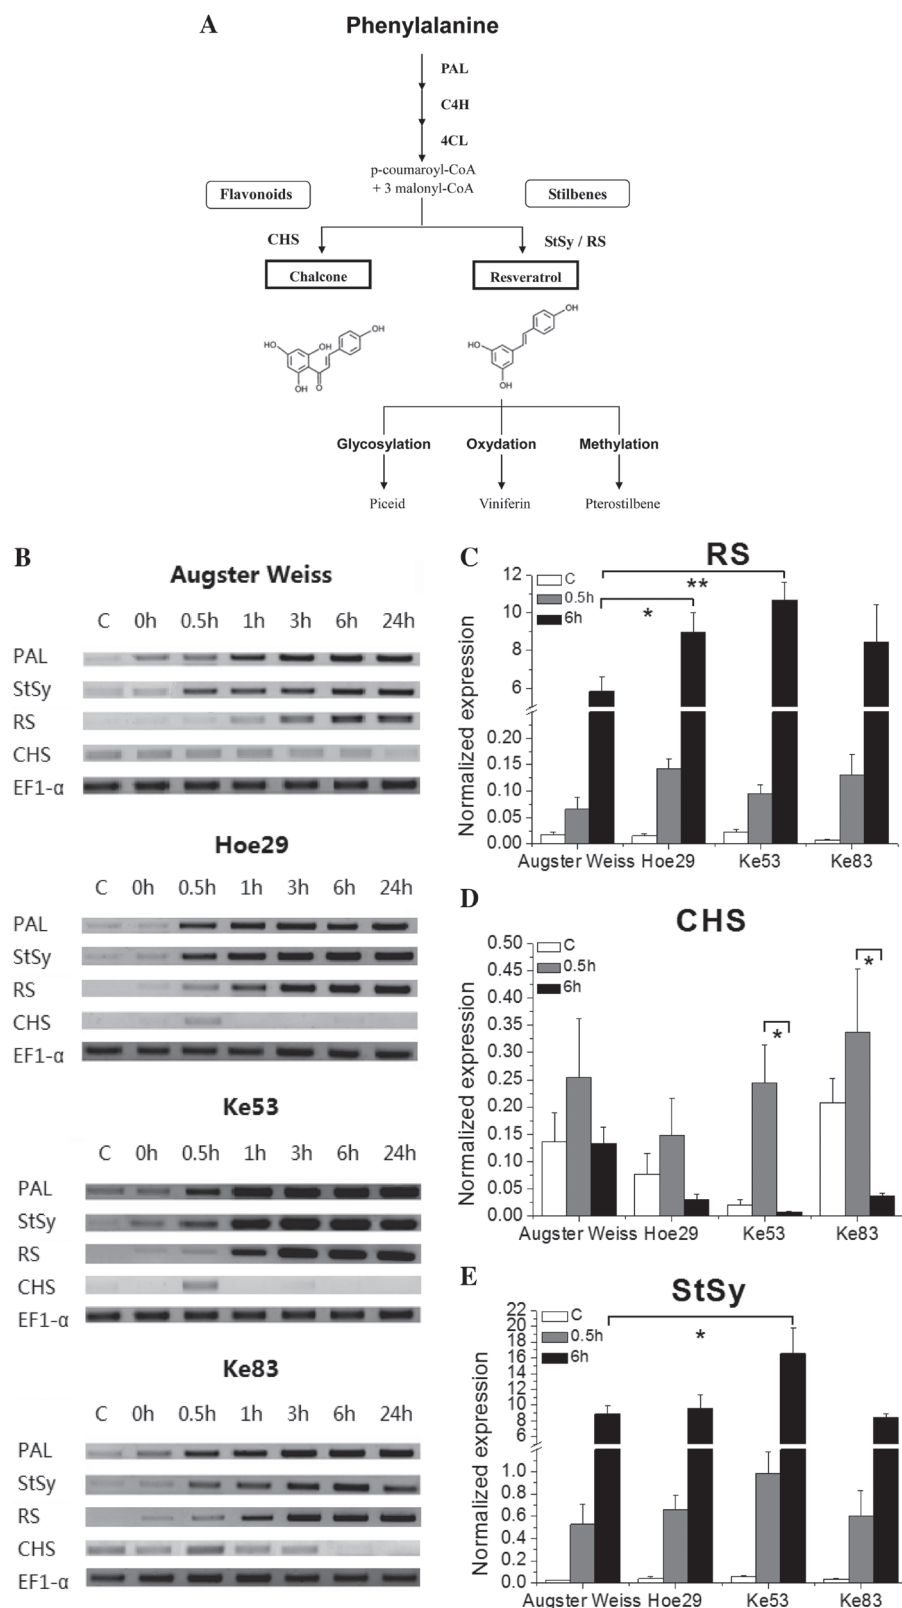 A
Phenylalanine
PAL
C4H
4CL
p-coumaroyl-CoA
+ 3 malonyl-CoA
Flavonoids
Stilbenes
CHS
StSy / RS
Chalcone
Resveratrol
HO
OH
OH
OH
O
HO
OH
OH
Glycosylation Oxydation Methylation
Piceid Viniferin Pterostilbene
B
Augster Weiss
C 0h 0.5h 1h 3h 6h 24h
PAL
StSy
RS
CHS
EF1-α
Hoe29
C 0h 0.5h 1h 3h 6h 24h
PAL
StSy
RS
CHS
EF1-α
Ke53
C 0h 0.5h 1h 3h 6h 24h
PAL
StSy
RS
CHS
EF1-α
Ke83
C 0h 0.5h 1h 3h 6h 24h
PAL
StSy
RS
CHS
EF1-α
C
RS
Normalized expression
12
10
8
6
0.20
0.15
0.10
0.05
0.00
C
0.5h
6h
**
*
Augster Weiss Hoe29 Ke53 Ke83
D
CHS
Normalized expression
0.50
0.45
0.40
0.35
0.30
0.25
0.20
0.15
0.10
0.05
0.00
C
0.5h
6h
*
*
Augster Weiss Hoe29 Ke53 Ke83
E
StSy
Normalized expression
22
20
18
16
14
12
10
8
6
1.0
0.8
0.6
0.4
0.2
0.0
C
0.5h
6h
*
Augster Weiss Hoe29 Ke53 Ke83